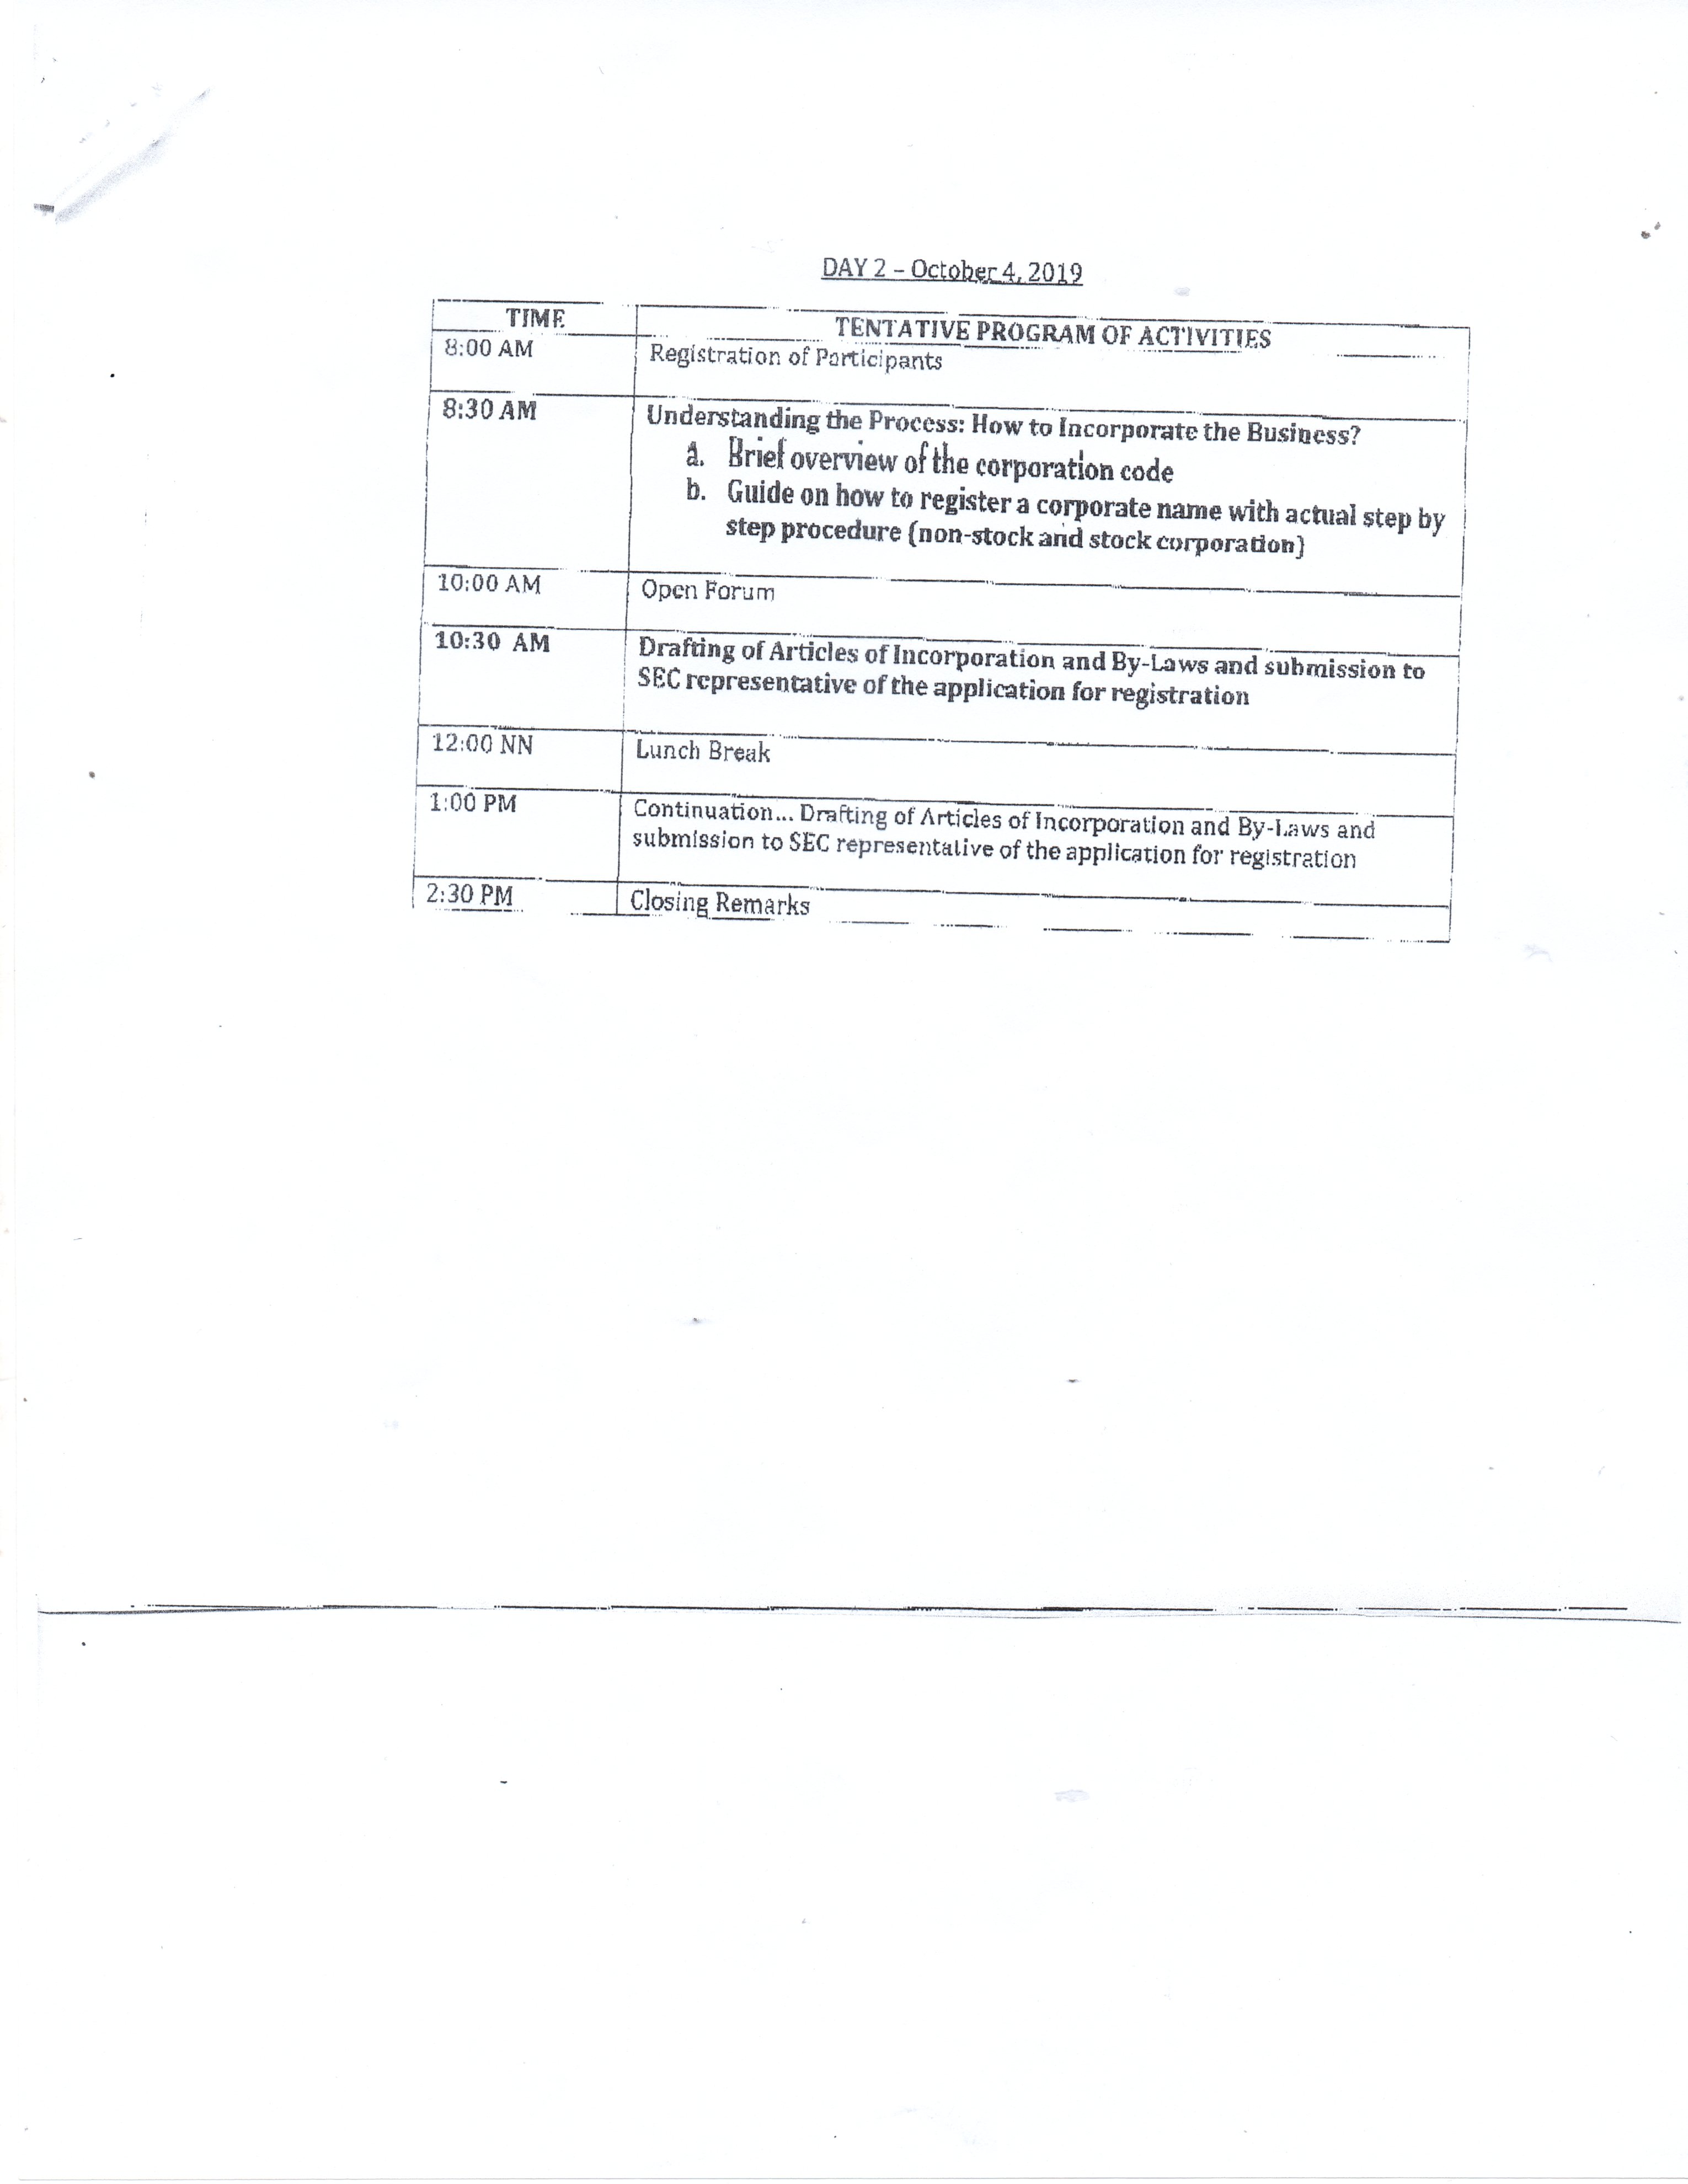 DAY 2 – October 4, 2019
TIME
TENTATIVE PROGRAM OF ACTIVITIES
8:00 AM
Registration of Participants
8:30 AM
Understanding the Process: How to Incorporate the Business?
a. Brief overview of the corporation code
b. Guide on how to register a corporate name with actual step by
step procedure (non-stock and stock corporation)
10:00 AM
Open Forum
10:30 AM
Drafting of Articles of Incorporation and By-Laws and submission to
SEC representative of the application for registration
12:00 NN
Lunch Break
1:00 PM
Continuation... Drafting of Articles of Incorporation and By-Laws and
submission to SEC representative of the application for registration
2:30 PM
Closing Remarks